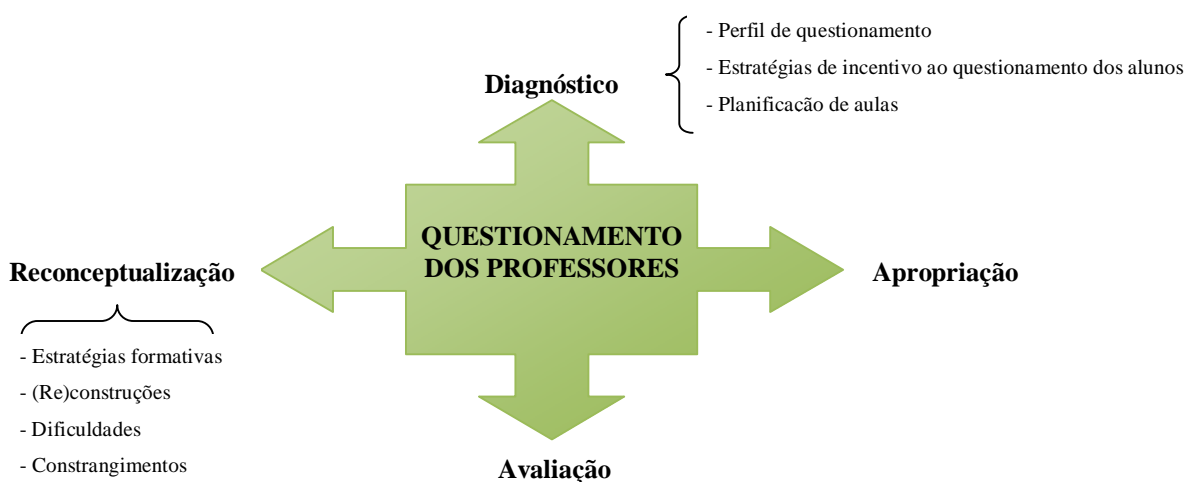 - Perfil de questionamento
- Estratégias de incentivo ao questionamento dos alunos
- Planificação de aulas
Diagnóstico
QUESTIONAMENTO
DOS PROFESSORES
Reconceptualização
Apropriação
- Estratégias formativas
- (Re)construções
- Dificuldades
- Constrangimentos
Avaliação